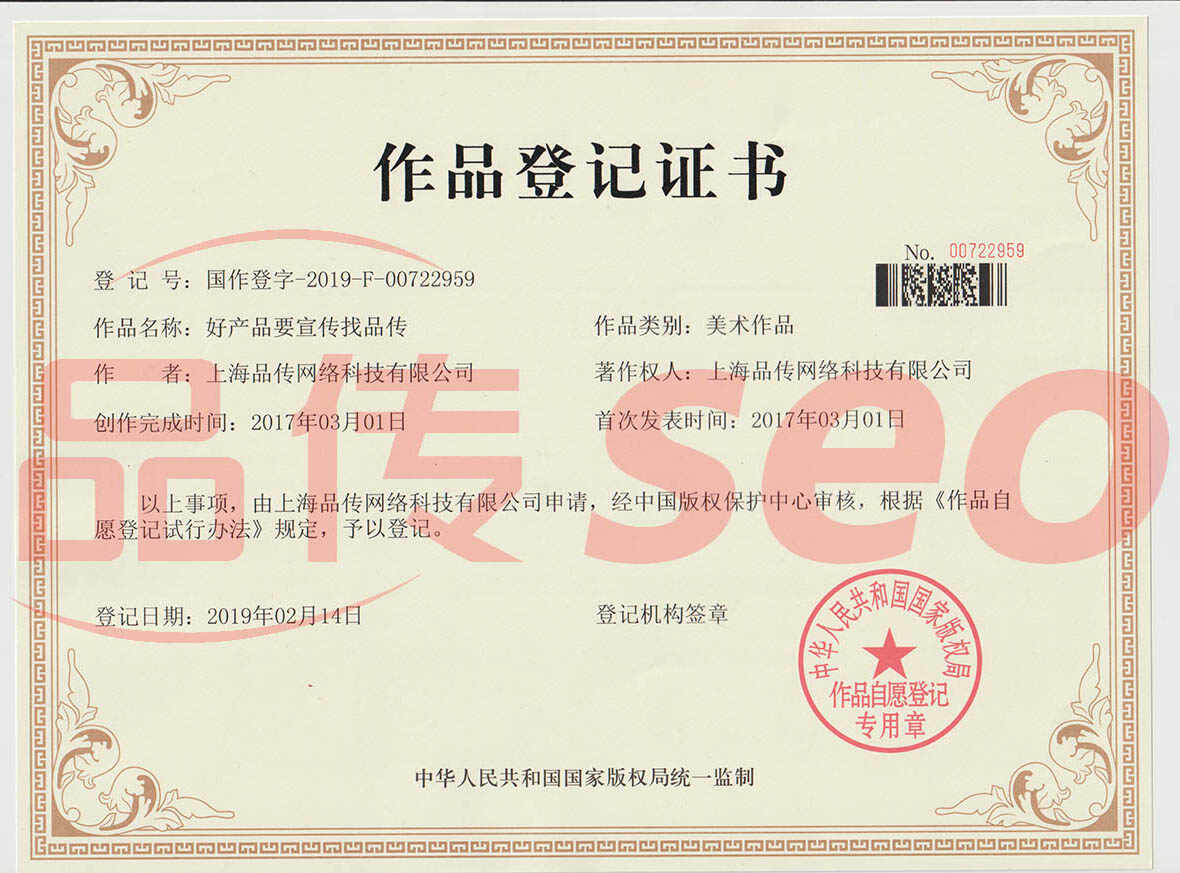 作品登记证书
No. 00722959
登 记 号：国作登字-2019-F-00722959
作品名称：好产品要宣传找品传
作品类别：美术作品
作 者：上海品传网络科技有限公司
著作权人：上海品传网络科技有限公司
创作完成时间：2017年03月01日
首次发表时间：2017年03月01日
品传seo
以上事项，由上海品传网络科技有限公司申请，经中国版权保护中心审核，根据《作品自
愿登记试行办法》规定，予以登记。
登记日期：2019年02月14日
登记机构签章
中华人民共和国国家版权局
作品自愿登记
专用章
中华人民共和国国家版权局统一监制